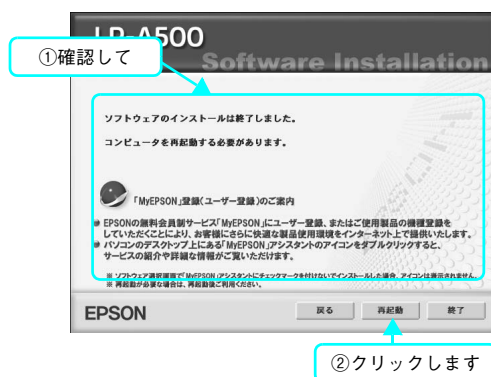 LP-A500
Software Installation
①確認して
ソフトウェアのインストールは終了しました。
コンピュータを再起動する必要があります。
「MyEPSON」登録(ユーザー登録)のご案内
EPSONの無料会員制サービス「MyEPSON」にユーザー登録、またはご使用製品の機種登録を
していただくことにより、お客様にさらに快適な製品使用環境をインターネット上で提供いたします。
パソコンのデスクトップ上にある「MyEPSON」アシスタントのアイコンをダブルクリックすると、
サービスの紹介や詳細な情報がご覧いただけます。
※ ソフトウェア選択画面で「MyEPSON」アシスタントにチェックマークを付けないでインストールした場合、アイコンは表示されません。
※ 再起動が必要な場合は、再起動後ご利用ください。
EPSON
戻る
再起動
終了
②クリックします